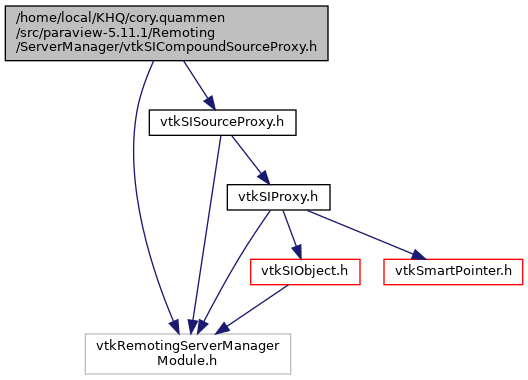 /home/local/KHQ/cory.quammen
/src/paraview-5.11.1/Remoting
/ServerManager/vtkSICompoundSourceProxy.h
vtkSISourceProxy.h
vtkSIProxy.h
vtkSIObject.h
vtkSmartPointer.h
vtkRemotingServerManager
Module.h